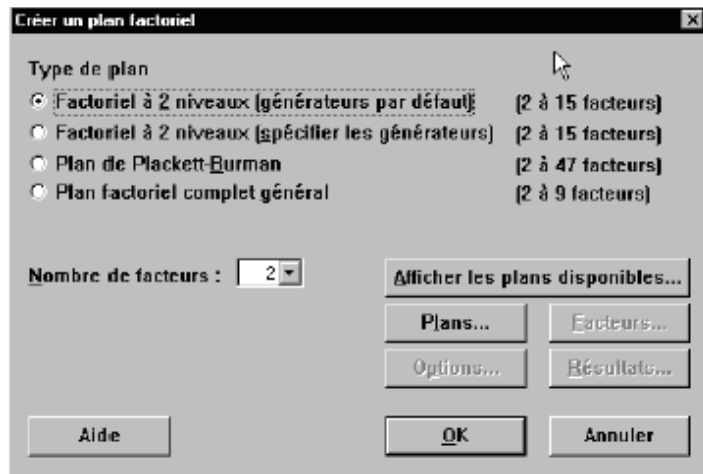 Créer un plan factoriel
Type de plan
Factoriel à 2 niveaux (générateurs par défaut) (2 à 15 facteurs)
Factoriel à 2 niveaux (spécifier les générateurs) (2 à 15 facteurs)
Plan de Plackett-Burman (2 à 47 facteurs)
Plan factoriel complet général (2 à 9 facteurs)
Nombre de facteurs : 2 Afficher les plans disponibles...
Plans... Facteurs...
Options... Résultats...
Aide OK Annuler